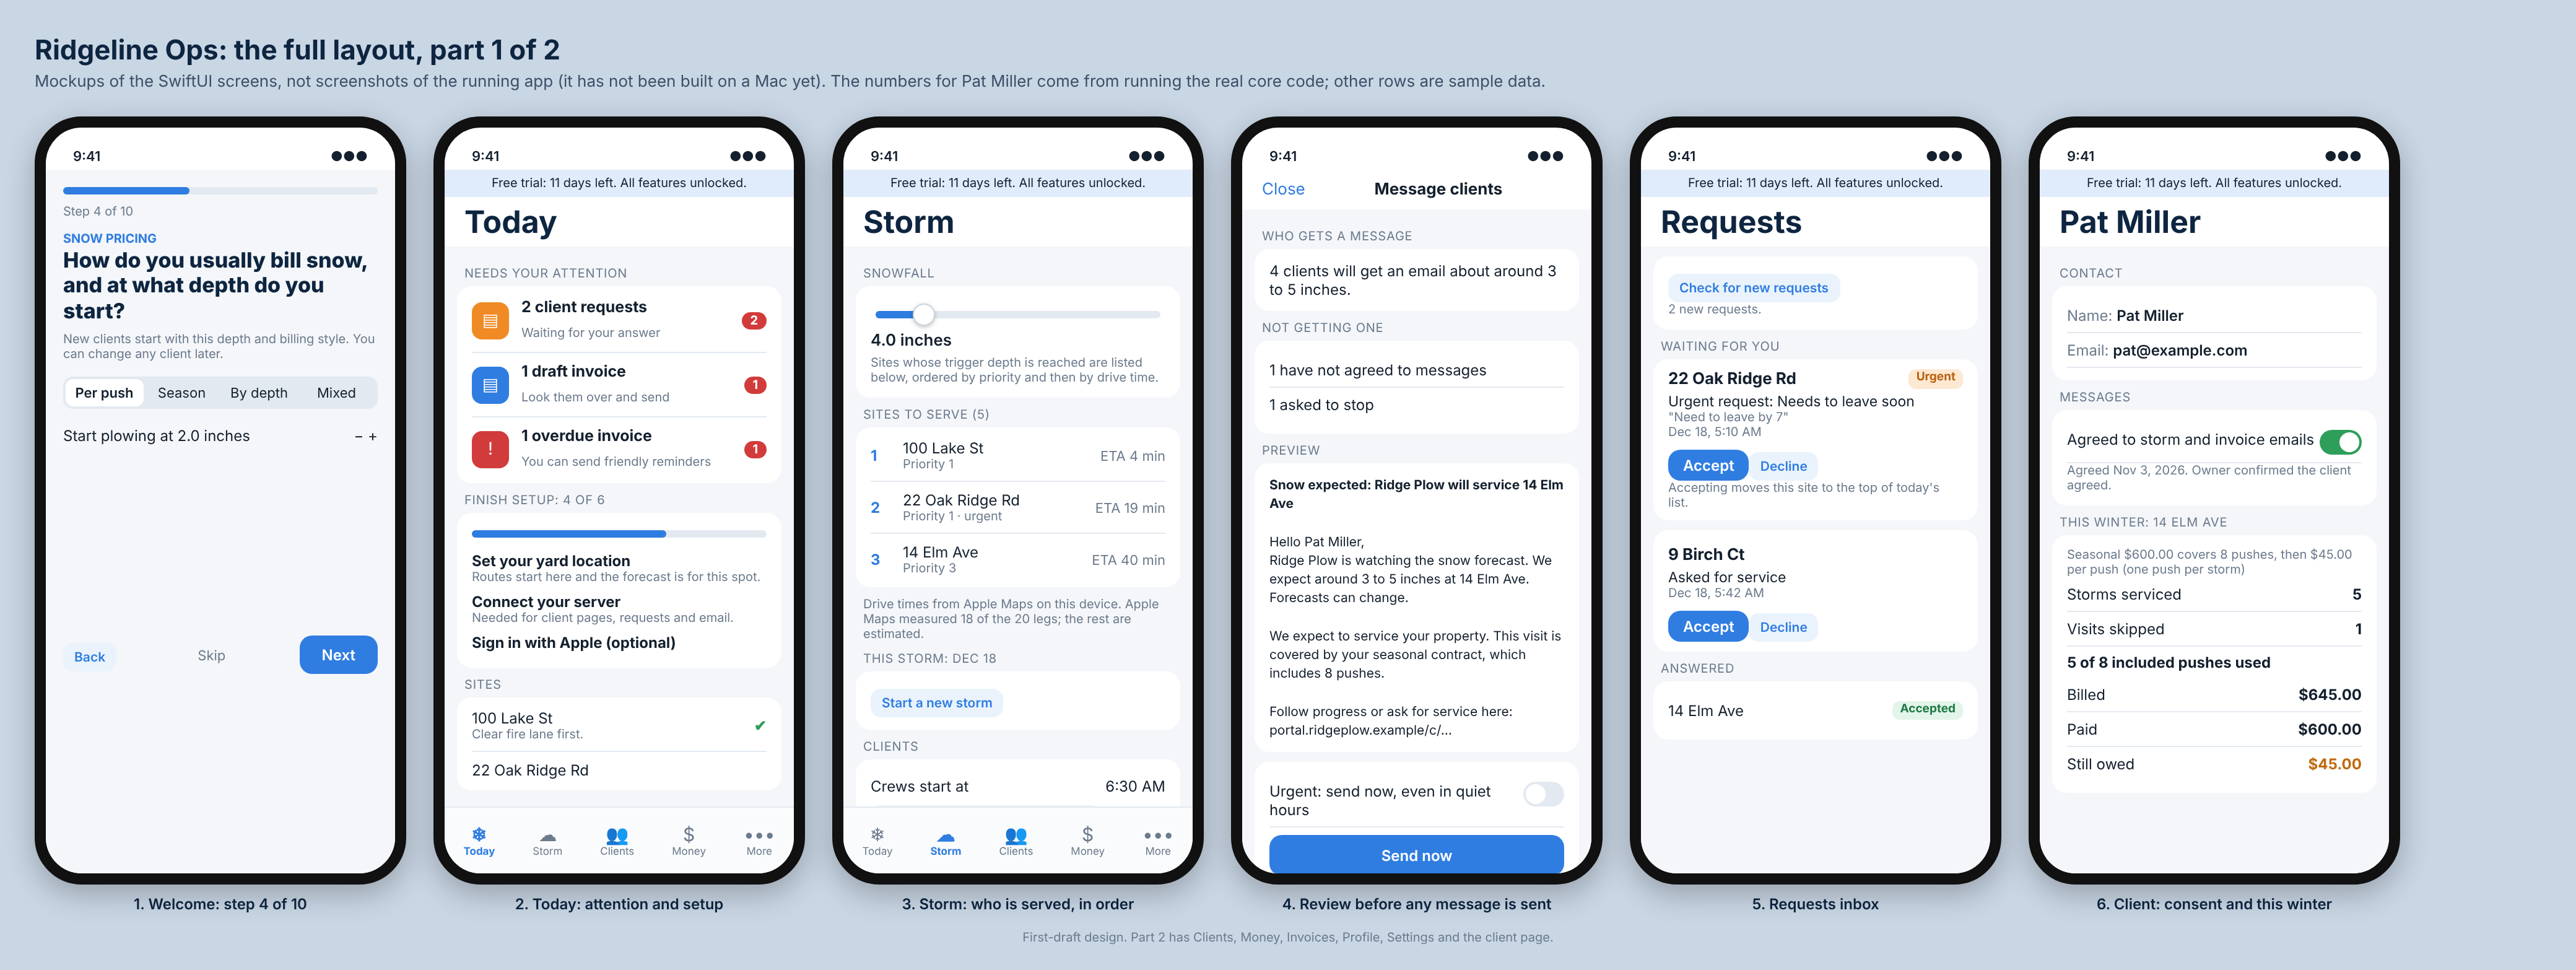 Ridgeline Ops: the full layout, part 1 of 2
Mockups of the SwiftUI screens, not screenshots of the running app (it has not been built on a Mac yet). The numbers for Pat Miller come from running the real core code; other rows are sample data.
9:41
Step 4 of 10
SNOW PRICING
How do you usually bill snow,
and at what depth do you
start?
New clients start with this depth and billing style. You
can change any client later.
Per push Season By depth Mixed
Start plowing at 2.0 inches − +
Back Skip Next
1. Welcome: step 4 of 10
9:41
Free trial: 11 days left. All features unlocked.
Today
NEEDS YOUR ATTENTION
2 client requests
Waiting for your answer
2
1 draft invoice
Look them over and send
1
! 1 overdue invoice
You can send friendly reminders
1
FINISH SETUP: 4 OF 6
Set your yard location
Routes start here and the forecast is for this spot.
Connect your server
Needed for client pages, requests and email.
Sign in with Apple (optional)
SITES
100 Lake St
Clear fire lane first.
✔
22 Oak Ridge Rd
Today Storm Clients Money More
2. Today: attention and setup
9:41
Free trial: 11 days left. All features unlocked.
Storm
SNOWFALL
4.0 inches
Sites whose trigger depth is reached are listed
below, ordered by priority and then by drive time.
SITES TO SERVE (5)
1 100 Lake St ETA 4 min
Priority 1
2 22 Oak Ridge Rd ETA 19 min
Priority 1 · urgent
3 14 Elm Ave ETA 40 min
Priority 3
Drive times from Apple Maps on this device. Apple
Maps measured 18 of the 20 legs; the rest are
estimated.
THIS STORM: DEC 18
Start a new storm
CLIENTS
Crews start at 6:30 AM
Today Storm Clients $ Money More
3. Storm: who is served, in order
9:41
Close Message clients
WHO GETS A MESSAGE
4 clients will get an email about around 3
to 5 inches.
NOT GETTING ONE
1 have not agreed to messages
1 asked to stop
PREVIEW
Snow expected: Ridge Plow will service 14 Elm
Ave
Hello Pat Miller,
Ridge Plow is watching the snow forecast. We
expect around 3 to 5 inches at 14 Elm Ave.
Forecasts can change.
We expect to service your property. This visit is
covered by your seasonal contract, which
includes 8 pushes.
Follow progress or ask for service here:
portal.ridgeplow.example/c/...
Urgent: send now, even in quiet
hours
Send now
4. Review before any message is sent
9:41
Free trial: 11 days left. All features unlocked.
Requests
Check for new requests
2 new requests.
WAITING FOR YOU
22 Oak Ridge Rd Urgent
Urgent request: Needs to leave soon
"Need to leave by 7"
Dec 18, 5:10 AM
Accept Decline
Accepting moves this site to the top of today's
list.
9 Birch Ct
Asked for service
Dec 18, 5:42 AM
Accept Decline
ANSWERED
14 Elm Ave Accepted
5. Requests inbox
9:41
Free trial: 11 days left. All features unlocked.
Pat Miller
CONTACT
Name: Pat Miller
Email: pat@example.com
MESSAGES
Agreed to storm and invoice emails
Agreed Nov 3, 2026. Owner confirmed the client
agreed.
THIS WINTER: 14 ELM AVE
Seasonal $600.00 covers 8 pushes, then $45.00
per push (one push per storm)
Storms serviced 5
Visits skipped 1
5 of 8 included pushes used
Billed $645.00
Paid $600.00
Still owed $45.00
6. Client: consent and this winter
First-draft design. Part 2 has Clients, Money, Invoices, Profile, Settings and the client page.